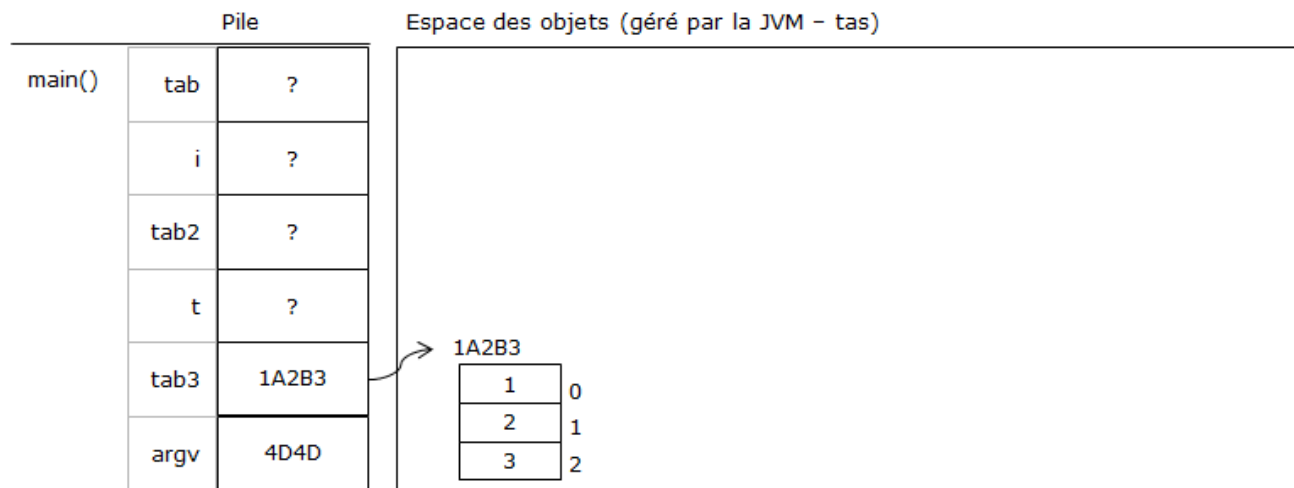 Pile Espace des objets (géré par la JVM – tas)
main() tab ?
i ?
tab2 ?
t ?
1A2B3
tab3 1A2B3 1 0
2 1
argv 4D4D 3 2